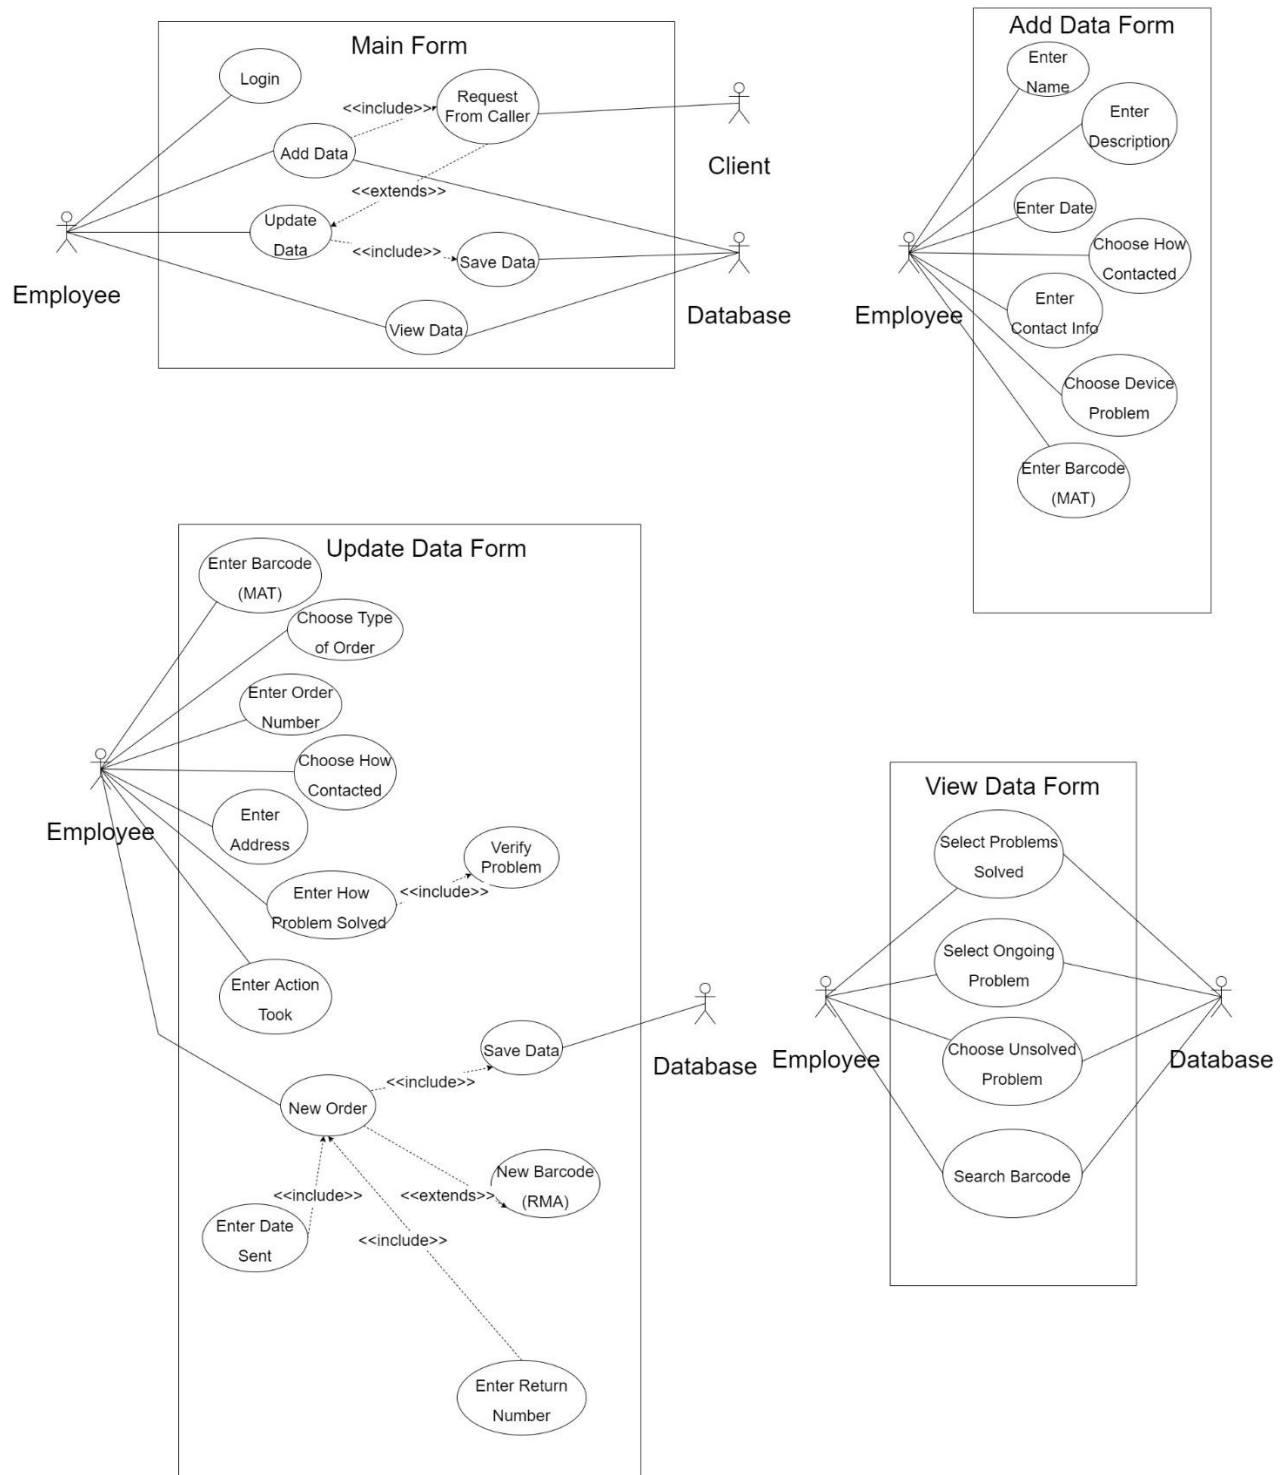 Main Form
Login
<<include>>
Request
From Caller
Add Data
Client
<<extends>>
Update
Data
<<include>>
Save Data
Employee
Database
View Data
Add Data Form
Enter
Name
Enter
Description
Enter Date
Choose How
Contacted
Employee
Enter
Contact Info
Choose Device
Problem
Enter Barcode
(MAT)
Update Data Form
Enter Barcode
(MAT)
Choose Type
of Order
Enter Order
Number
Choose How
Contacted
Employee
Enter
Address
Verify
Problem
<<include>>
Enter How
Problem Solved
Enter Action
Took
Save Data
Database
<<include>>
New Order
New Barcode
(RMA)
<<include>>
<<extends>>
Enter Date
Sent
<<include>>
Enter Return
Number
View Data Form
Select Problems
Solved
Select Ongoing
Problem
Employee
Choose Unsolved
Problem
Database
Search Barcode